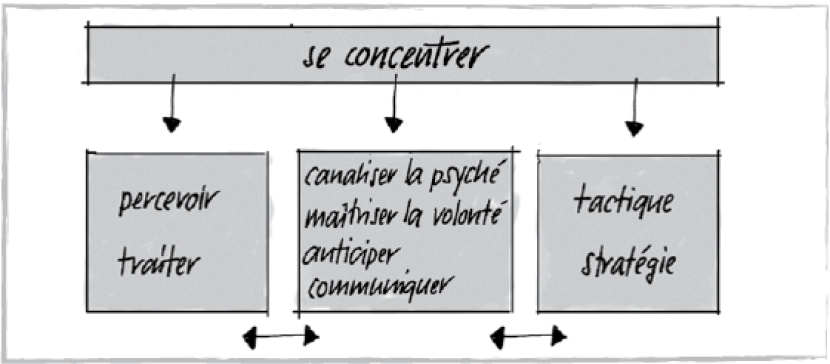 se concentrer
percevoir
traiter
canaliser la psyché
maîtriser la volonté
anticiper
communiquer
tactique
stratégie